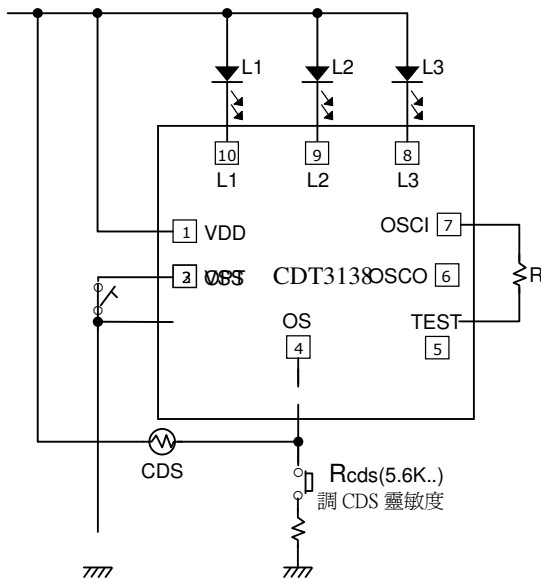 L1 L2 L3
10 9 8
L1 L2 L3
1 VDD
OSCI 7
CDT3138
OSCO 6
R
OS
4
TEST
5
CDS
Rcds(5.6K..)
調 CDS 靈敏度